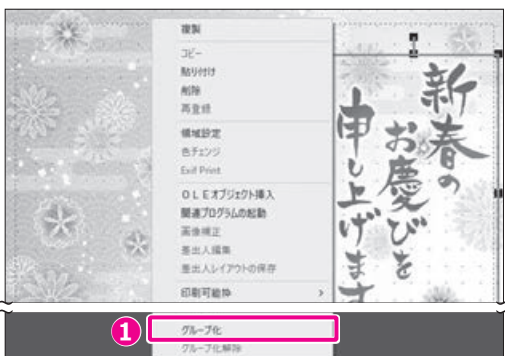 複製
コピー
貼り付け
削除
再登録
領域設定
色チェンジ
Exif Print
OLEオブジェクト挿入
関連プログラムの起動
画像補正
差出人編集
差出人レイアウトの保存
印刷可能枠 >
1 グループ化
グループ化解除
新春の
お慶びを
申し上げます